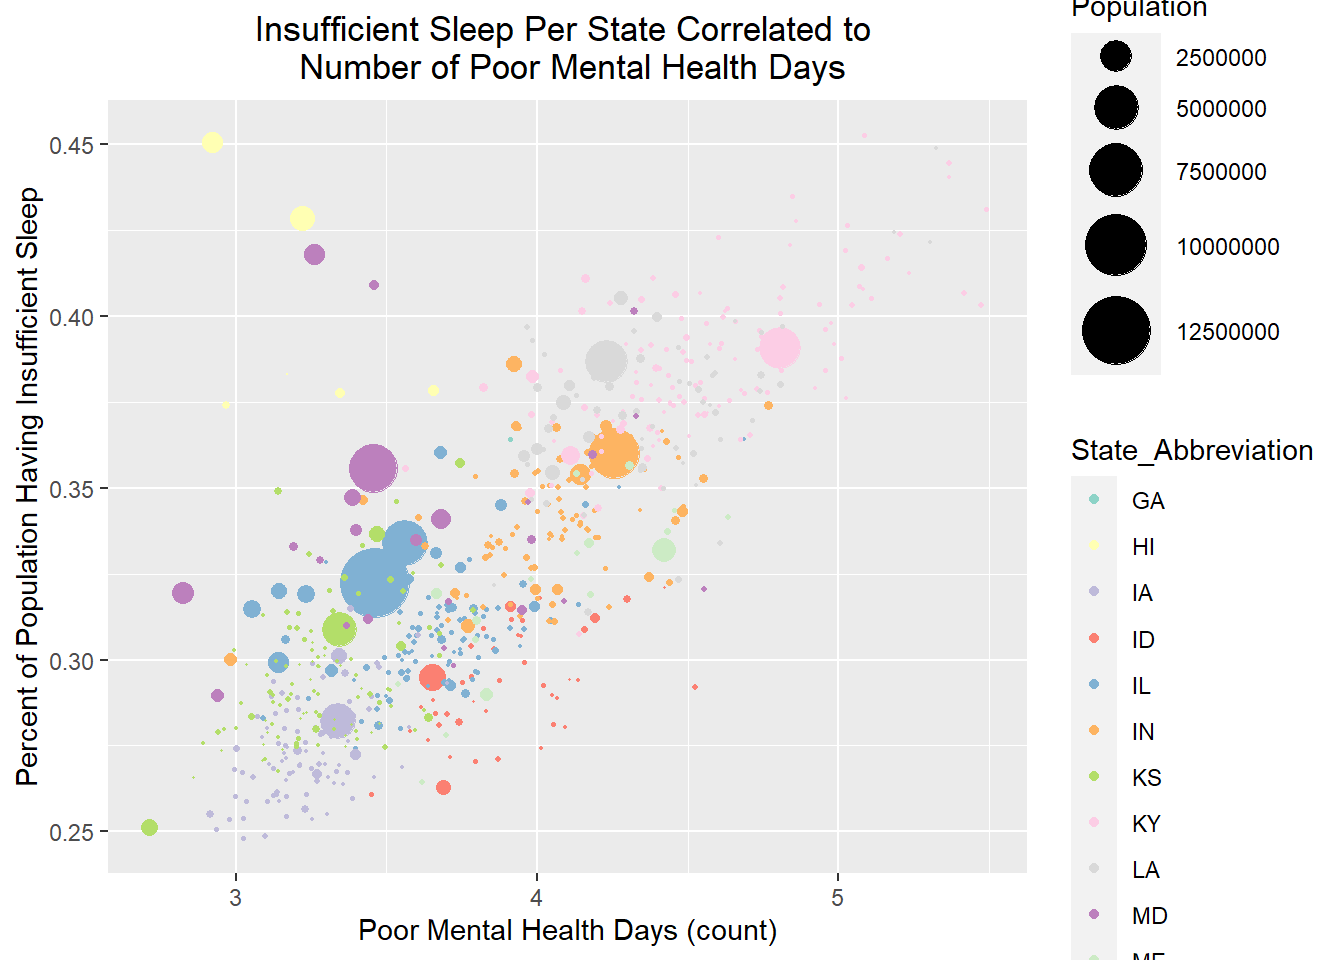 Insufficient Sleep Per State Correlated to
Number of Poor Mental Health Days
Percent of Population Having Insufficient Sleep
0.45
0.40
0.35
0.30
0.25
3
4
5
Poor Mental Health Days (count)
Population
2500000
5000000
7500000
10000000
12500000
State_Abbreviation
GA
HI
IA
ID
IL
IN
KS
KY
LA
MD